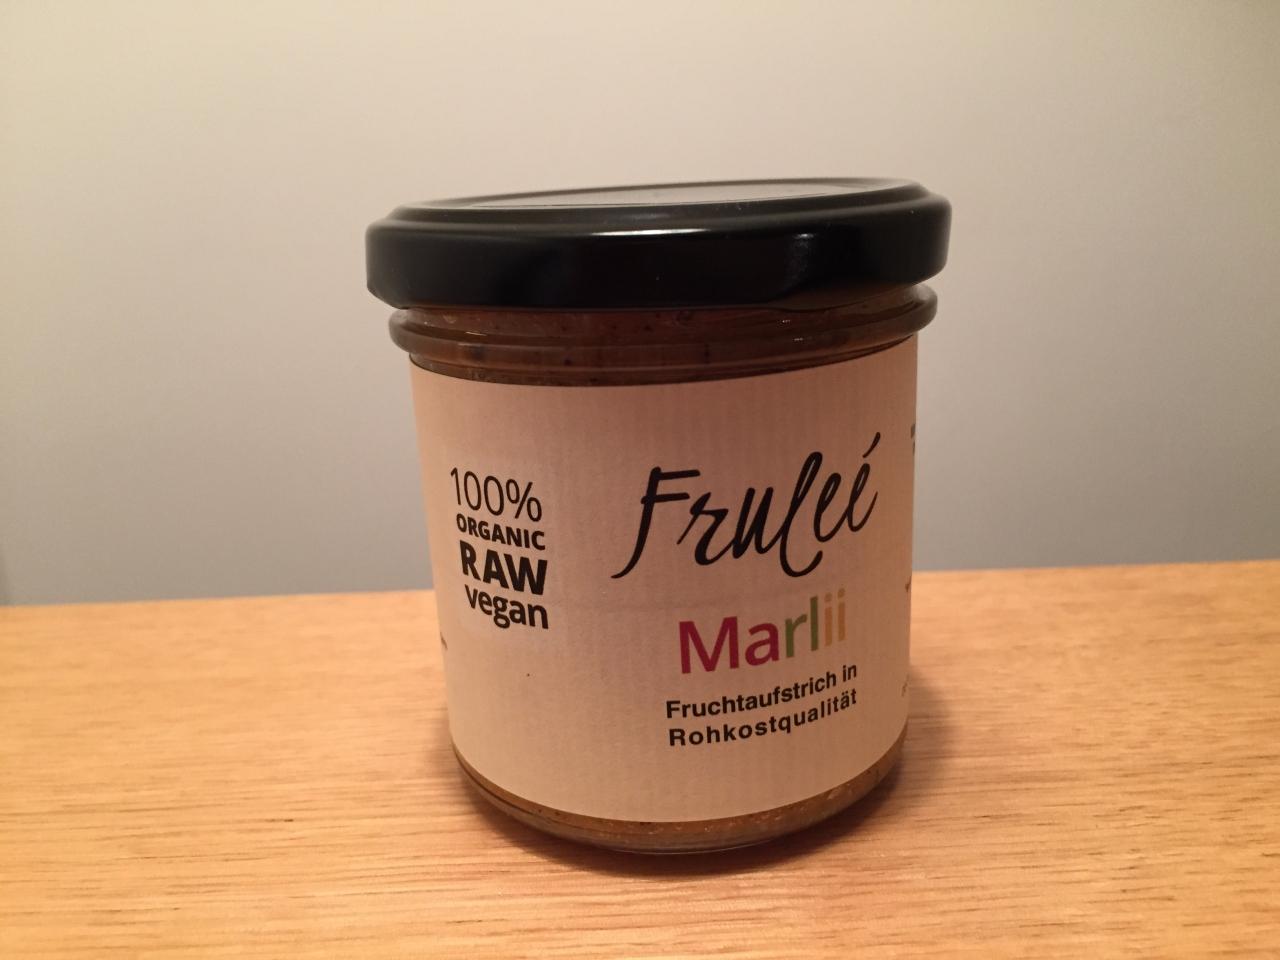 100%
ORGANIC
RAW
vegan
Fruleé
Marlii
Fruchtaufstrich in
Rohkostqualität